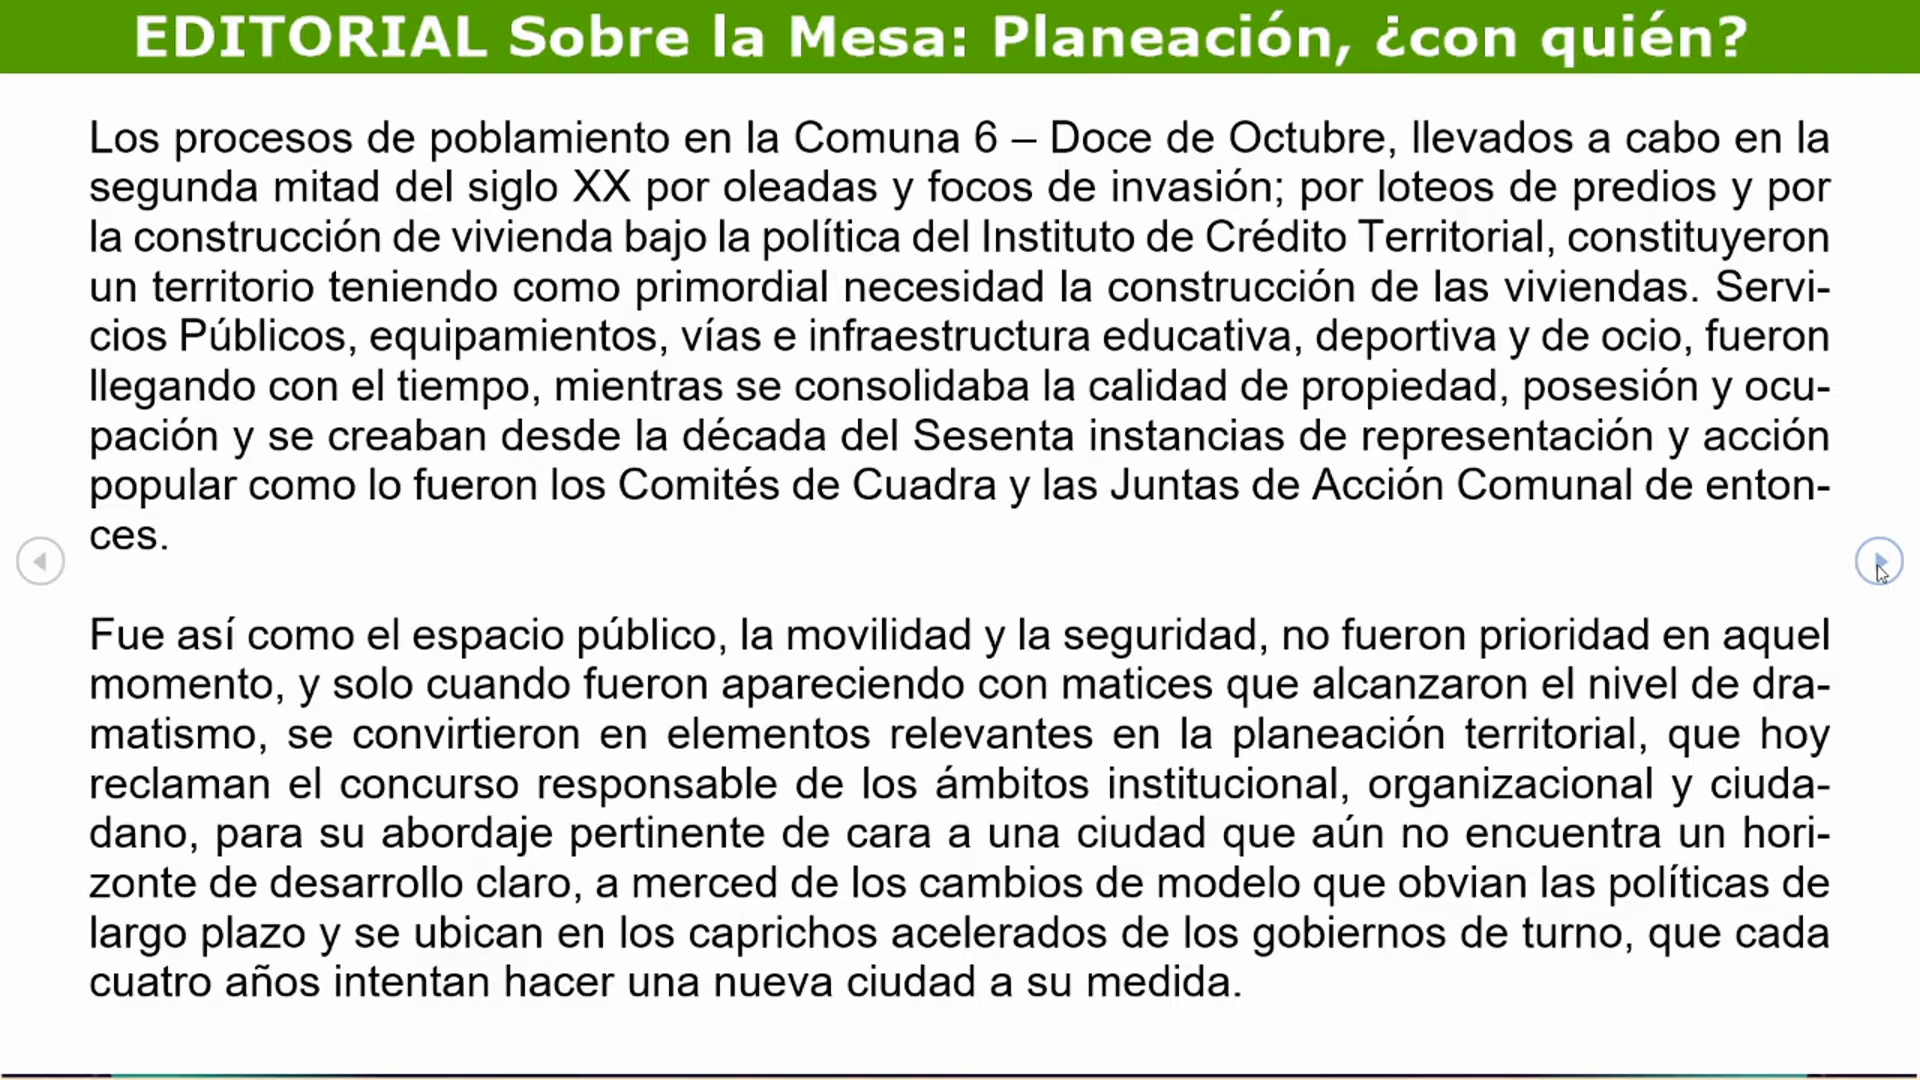 EDITORIAL Sobre la Mesa: Planeación, ¿con quién?
Los procesos de poblamiento en la Comuna 6 – Doce de Octubre, llevados a cabo en la
segunda mitad del siglo XX por oleadas y focos de invasión; por loteos de predios y por
la construcción de vivienda bajo la política del Instituto de Crédito Territorial, constituyeron
un territorio teniendo como primordial necesidad la construcción de las viviendas. Servi-
cios Públicos, equipamientos, vías e infraestructura educativa, deportiva y de ocio, fueron
llegando con el tiempo, mientras se consolidaba la calidad de propiedad, posesión y ocu-
pación y se creaban desde la década del Sesenta instancias de representación y acción
popular como lo fueron los Comités de Cuadra y las Juntas de Acción Comunal de enton-
ces.
Fue así como el espacio público, la movilidad y la seguridad, no fueron prioridad en aquel
momento, y solo cuando fueron apareciendo con matices que alcanzaron el nivel de dra-
matismo, se convirtieron en elementos relevantes en la planeación territorial, que hoy
reclaman el concurso responsable de los ámbitos institucional, organizacional y ciuda-
dano, para su abordaje pertinente de cara a una ciudad que aún no encuentra un hori-
zonte de desarrollo claro, a merced de los cambios de modelo que obvian las políticas de
largo plazo y se ubican en los caprichos acelerados de los gobiernos de turno, que cada
cuatro años intentan hacer una nueva ciudad a su medida.